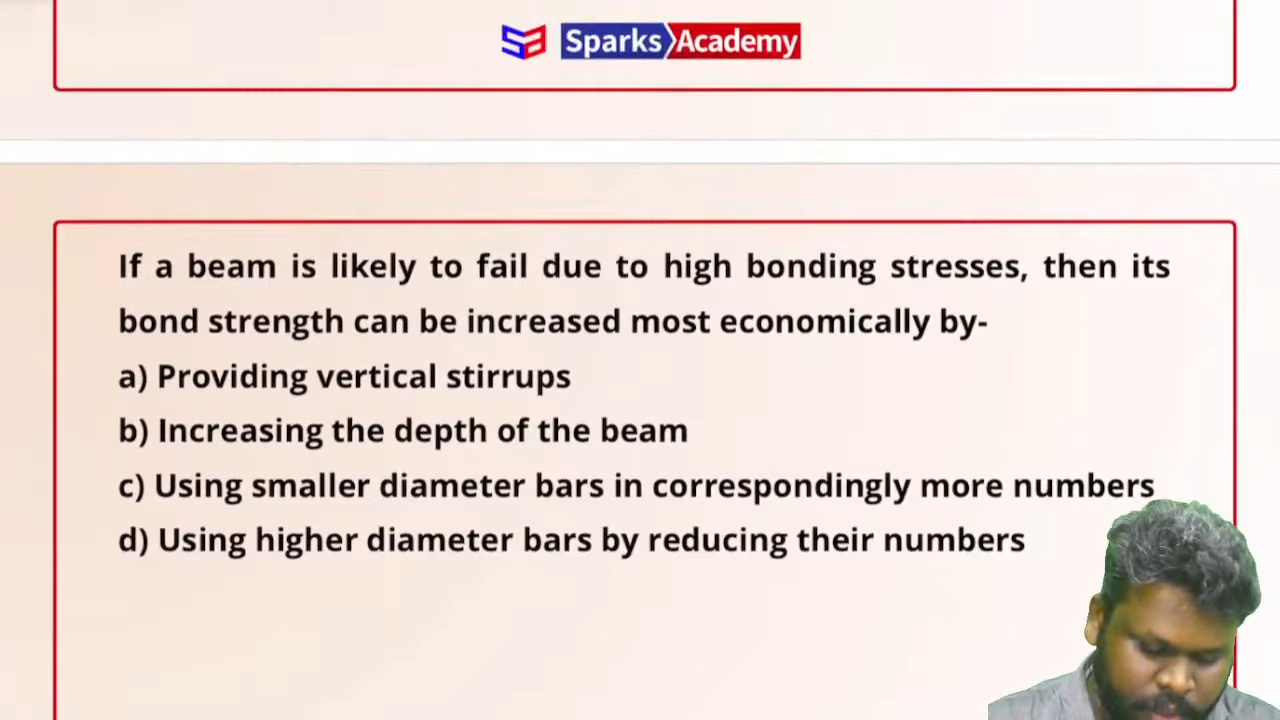 Sparks Academy
If a beam is likely to fail due to high bonding stresses, then its
bond strength can be increased most economically by-
a) Providing vertical stirrups
b) Increasing the depth of the beam
c) Using smaller diameter bars in correspondingly more numbers
d) Using higher diameter bars by reducing their numbers